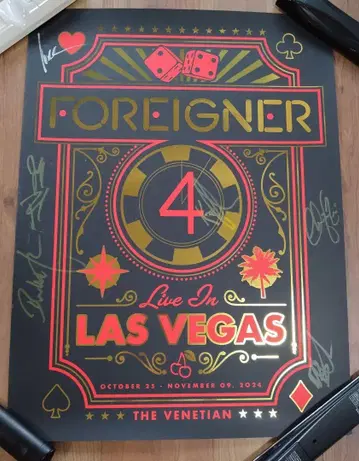 FOREIGNER
4
Live In
LAS VEGAS
OCTOBER 25 - NOVEMBER 09, 2024
THE VENETIAN